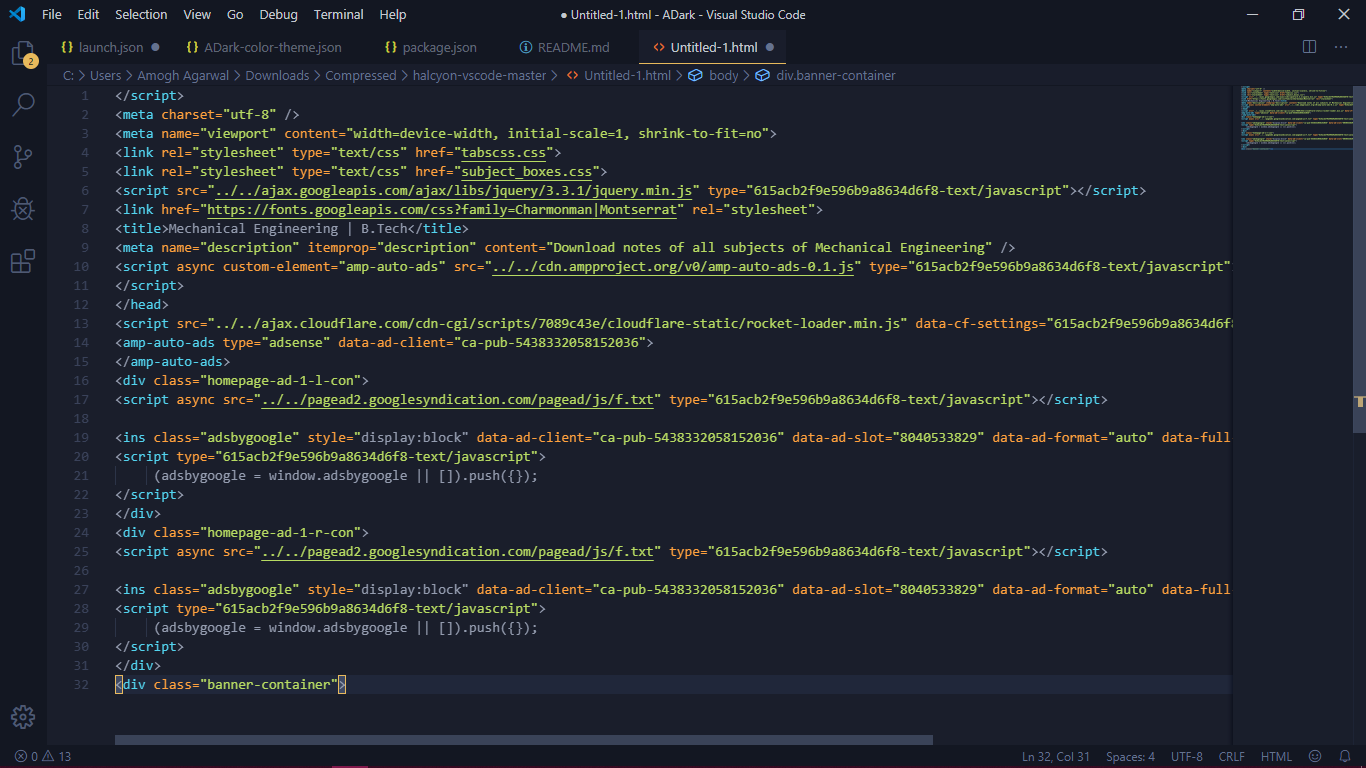 File Edit Selection View Go Debug Terminal Help ● Untitled-1.html - ADark - Visual Studio Code
{} launch.json ● {} ADark-color-theme.json {} package.json README.md <> Untitled-1.html ●
C: > Users > Amogh Agarwal > Downloads > Compressed > halcyon-vscode-master > <> Untitled-1.html > body > div.banner-container
2
1 </script>
2 <meta charset="utf-8" />
3 <meta name="viewport" content="width=device-width, initial-scale=1, shrink-to-fit=no">
4 <link rel="stylesheet" type="text/css" href="tabscss.css">
5 <link rel="stylesheet" type="text/css" href="subject_boxes.css">
6 <script src="../../ajax.googleapis.com/ajax/libs/jquery/3.3.1/jquery.min.js" type="615acb2f9e596b9a8634d6f8-text/javascript"></script>
7 <link href="https://fonts.googleapis.com/css?family=Charmonman|Montserrat" rel="stylesheet">
8 <title>Mechanical Engineering | B.Tech</title>
9 <meta name="description" itemprop="description" content="Download notes of all subjects of Mechanical Engineering" />
10 <script async custom-element="amp-auto-ads" src="../../cdn.ampproject.org/v0/amp-auto-ads-0.1.js" type="615acb2f9e596b9a8634d6f8-text/javascript"
11 </script>
12 </head>
13 <script src="../../ajax.cloudflare.com/cdn-cgi/scripts/7089c43e/cloudflare-static/rocket-loader.min.js" data-cf-settings="615acb2f9e596b9a8634d6f8
14 <amp-auto-ads type="adsense" data-ad-client="ca-pub-5438332058152036">
15 </amp-auto-ads>
16 <div class="homepage-ad-1-l-con">
17 <script async src="../../pagead2.googlesyndication.com/pagead/js/f.txt" type="615acb2f9e596b9a8634d6f8-text/javascript"></script>
18
19 <ins class="adsbygoogle" style="display:block" data-ad-client="ca-pub-5438332058152036" data-ad-slot="8040533829" data-ad-format="auto" data-full
20 <script type="615acb2f9e596b9a8634d6f8-text/javascript">
21 (adsbygoogle = window.adsbygoogle || []).push({});
22 </script>
23 </div>
24 <div class="homepage-ad-1-r-con">
25 <script async src="../../pagead2.googlesyndication.com/pagead/js/f.txt" type="615acb2f9e596b9a8634d6f8-text/javascript"></script>
26
27 <ins class="adsbygoogle" style="display:block" data-ad-client="ca-pub-5438332058152036" data-ad-slot="8040533829" data-ad-format="auto" data-full
28 <script type="615acb2f9e596b9a8634d6f8-text/javascript">
29 (adsbygoogle = window.adsbygoogle || []).push({});
30 </script>
31 </div>
32 <div class="banner-container">
0 13 Ln 32, Col 31 Spaces: 4 UTF-8 CRLF HTML